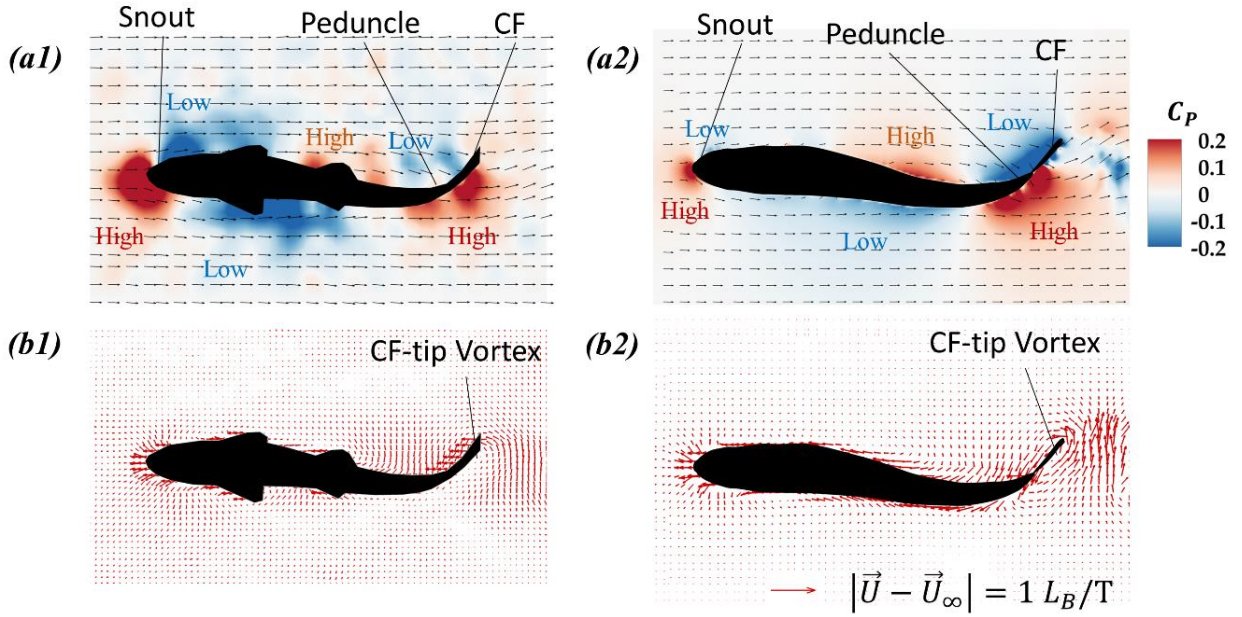 (a1)
Snout
Peduncle
CF
Low
High
Low
High
Low
High
(a2)
Snout
Peduncle
CF
Low
High
Low
High
Low
High
C_P
0.2
0.1
0
-0.1
-0.2
(b1)
CF-tip Vortex
(b2)
CF-tip Vortex
|U⃗ − U⃗_∞| = 1 L_B/T